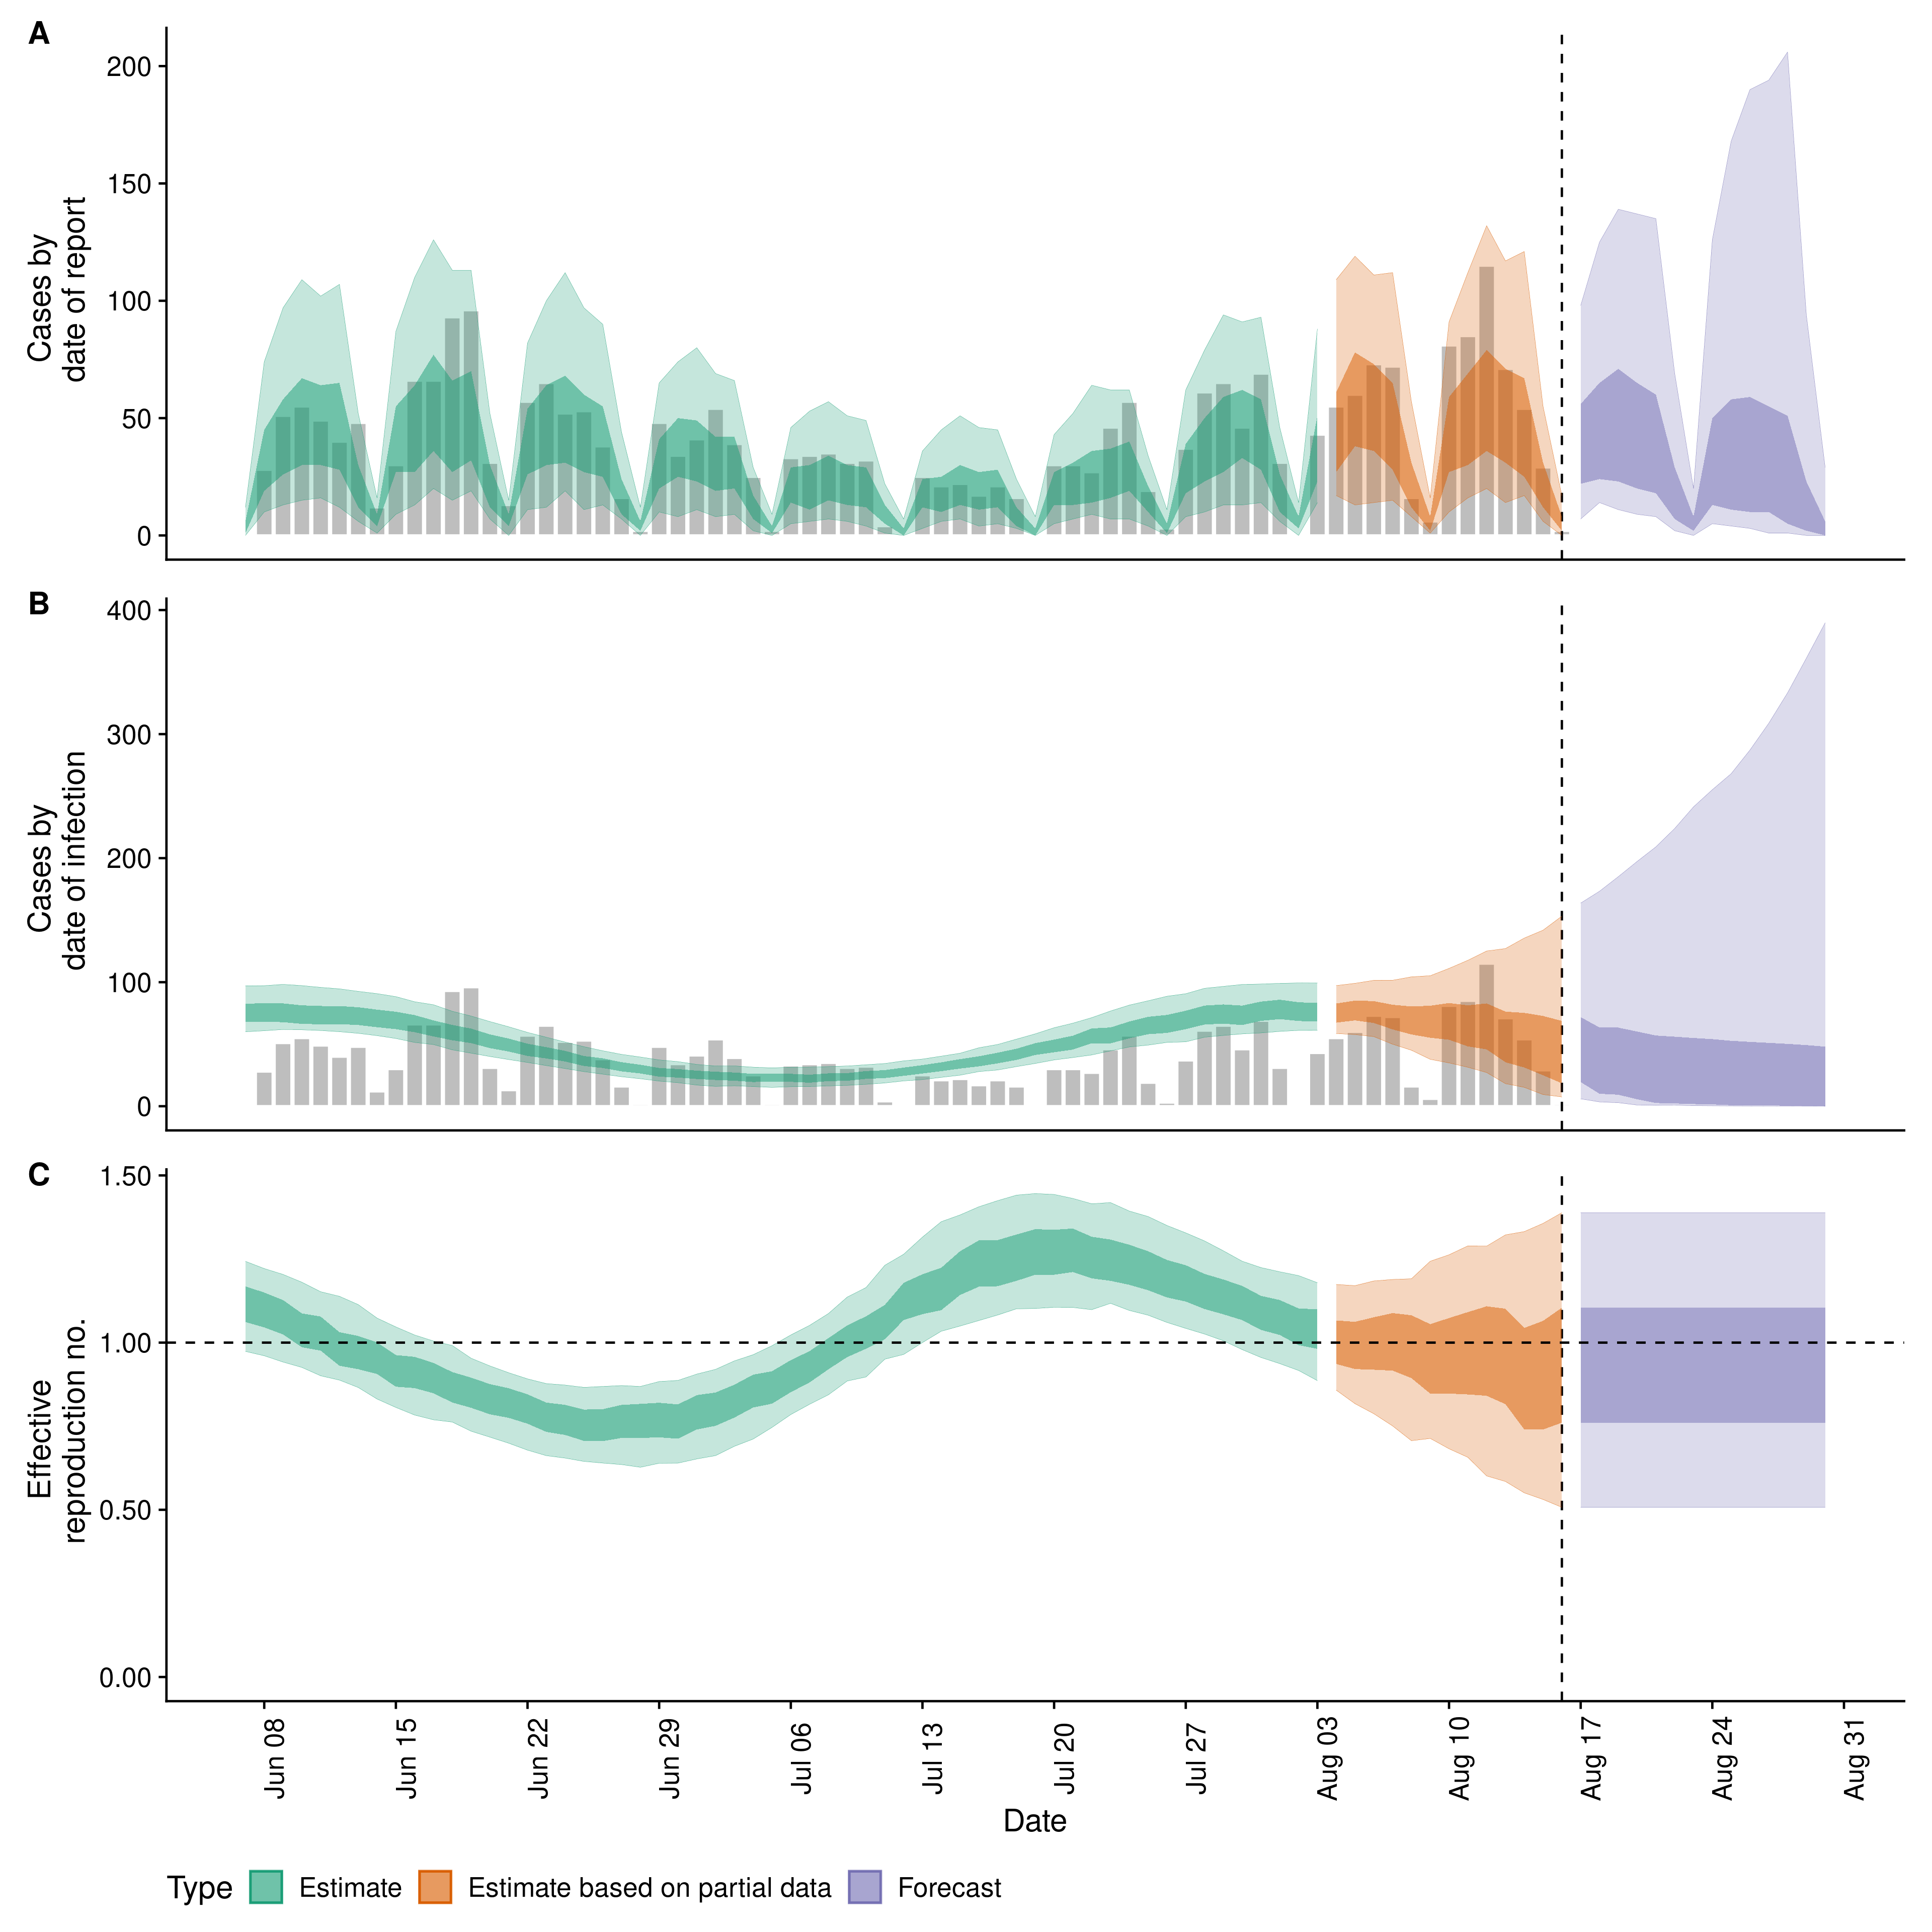 A
Cases by
date of report
200
150
100
50
0
B
Cases by
date of infection
400
300
200
100
0
C
Effective
reproduction no.
1.50
1.00
0.50
0.00
Jun 08
Jun 15
Jun 22
Jun 29
Jul 06
Jul 13
Jul 20
Jul 27
Aug 03
Aug 10
Aug 17
Aug 24
Aug 31
Date
Type Estimate Estimate based on partial data Forecast